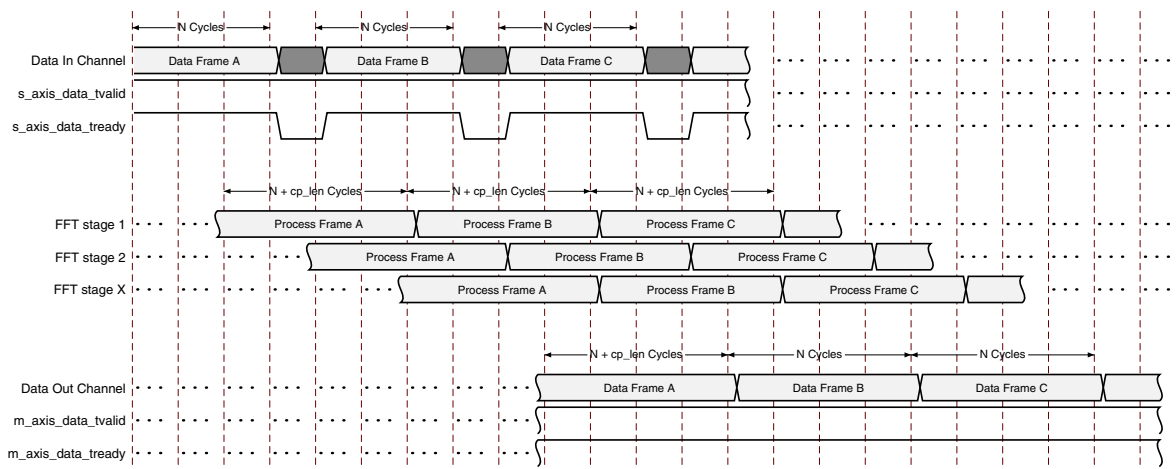 N Cycles N Cycles N Cycles
Data In Channel Data Frame A Data Frame B Data Frame C
s_axis_data_tvalid
s_axis_data_tready
N + cp_len Cycles N + cp_len Cycles N + cp_len Cycles
FFT stage 1 Process Frame A Process Frame B Process Frame C
FFT stage 2 Process Frame A Process Frame B Process Frame C
FFT stage X Process Frame A Process Frame B Process Frame C
N + cp_len Cycles N Cycles N Cycles
Data Out Channel Data Frame A Data Frame B Data Frame C
m_axis_data_tvalid
m_axis_data_tready